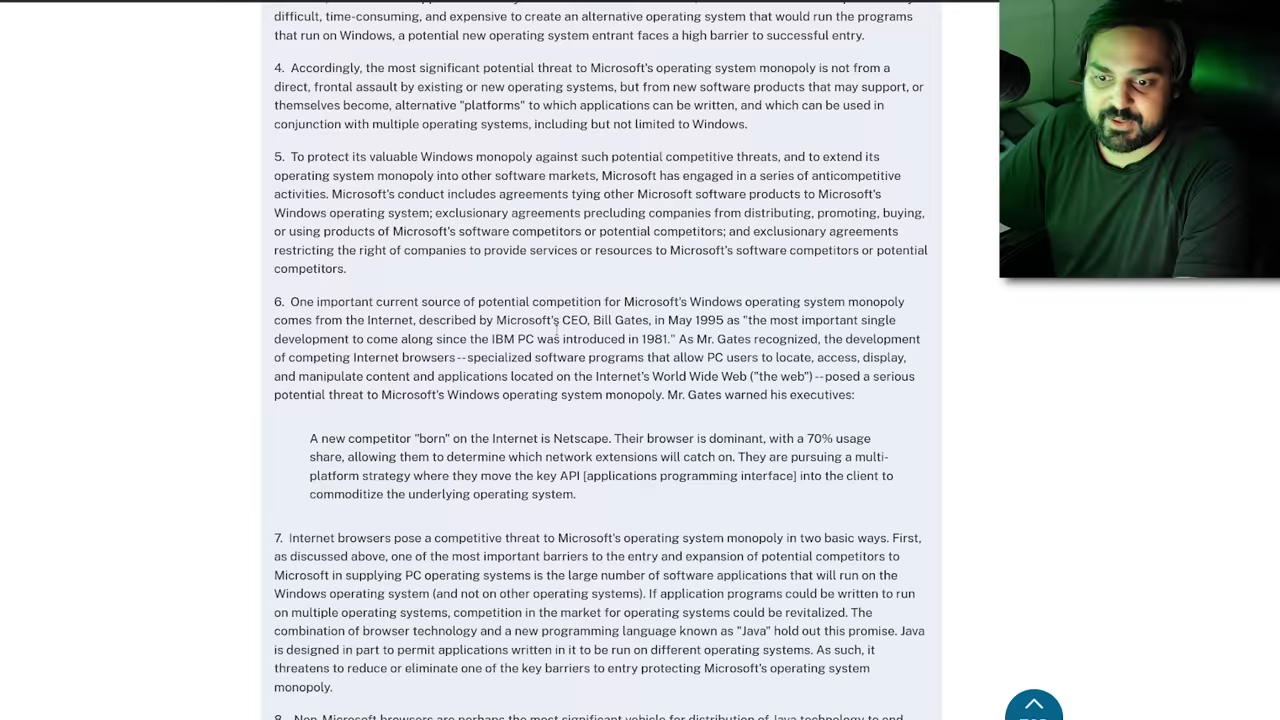 difficult, time-consuming, and expensive to create an alternative operating system that would run the programs
that run on Windows, a potential new operating system entrant faces a high barrier to successful entry.
4. Accordingly, the most significant potential threat to Microsoft's operating system monopoly is not from a
direct, frontal assault by existing or new operating systems, but from new software products that may support, or
themselves become, alternative "platforms" to which applications can be written, and which can be used in
conjunction with multiple operating systems, including but not limited to Windows.
5. To protect its valuable Windows monopoly against such potential competitive threats, and to extend its
operating system monopoly into other software markets, Microsoft has engaged in a series of anticompetitive
activities. Microsoft's conduct includes agreements tying other Microsoft software products to Microsoft's
Windows operating system; exclusionary agreements precluding companies from distributing, promoting, buying,
or using products of Microsoft's software competitors or potential competitors; and exclusionary agreements
restricting the right of companies to provide services or resources to Microsoft's software competitors or potential
competitors.
6. One important current source of potential competition for Microsoft's Windows operating system monopoly
comes from the Internet, described by Microsoft's CEO, Bill Gates, in May 1995 as "the most important single
development to come along since the IBM PC was introduced in 1981." As Mr. Gates recognized, the development
of competing Internet browsers--specialized software programs that allow PC users to locate, access, display,
and manipulate content and applications located on the Internet's World Wide Web ("the web")--posed a serious
potential threat to Microsoft's Windows operating system monopoly. Mr. Gates warned his executives:
A new competitor "born" on the Internet is Netscape. Their browser is dominant, with a 70% usage
share, allowing them to determine which network extensions will catch on. They are pursuing a multi-
platform strategy where they move the key API [applications programming interface] into the client to
commoditize the underlying operating system.
7. Internet browsers pose a competitive threat to Microsoft's operating system monopoly in two basic ways. First,
as discussed above, one of the most important barriers to the entry and expansion of potential competitors to
Microsoft in supplying PC operating systems is the large number of software applications that will run on the
Windows operating system (and not on other operating systems). If application programs could be written to run
on multiple operating systems, competition in the market for operating systems could be revitalized. The
combination of browser technology and a new programming language known as "Java" hold out this promise. Java
is designed in part to permit applications written in it to be run on different operating systems. As such, it
threatens to reduce or eliminate one of the key barriers to entry protecting Microsoft's operating system
monopoly.
8. Non-Microsoft browsers are perhaps the most significant vehicle for distribution of Java technology to end